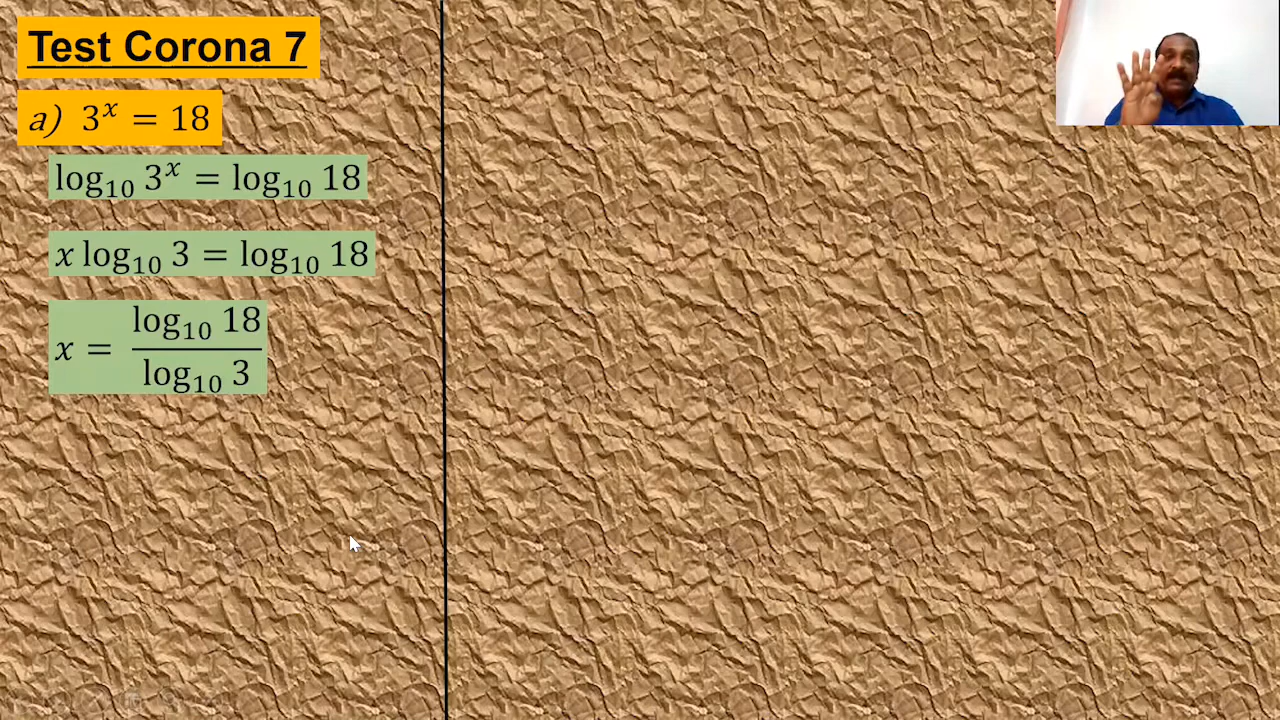 Test Corona 7
a) 3^x = 18
log₁₀ 3^x = log₁₀ 18
x log₁₀ 3 = log₁₀ 18
x = log₁₀ 18 / log₁₀ 3